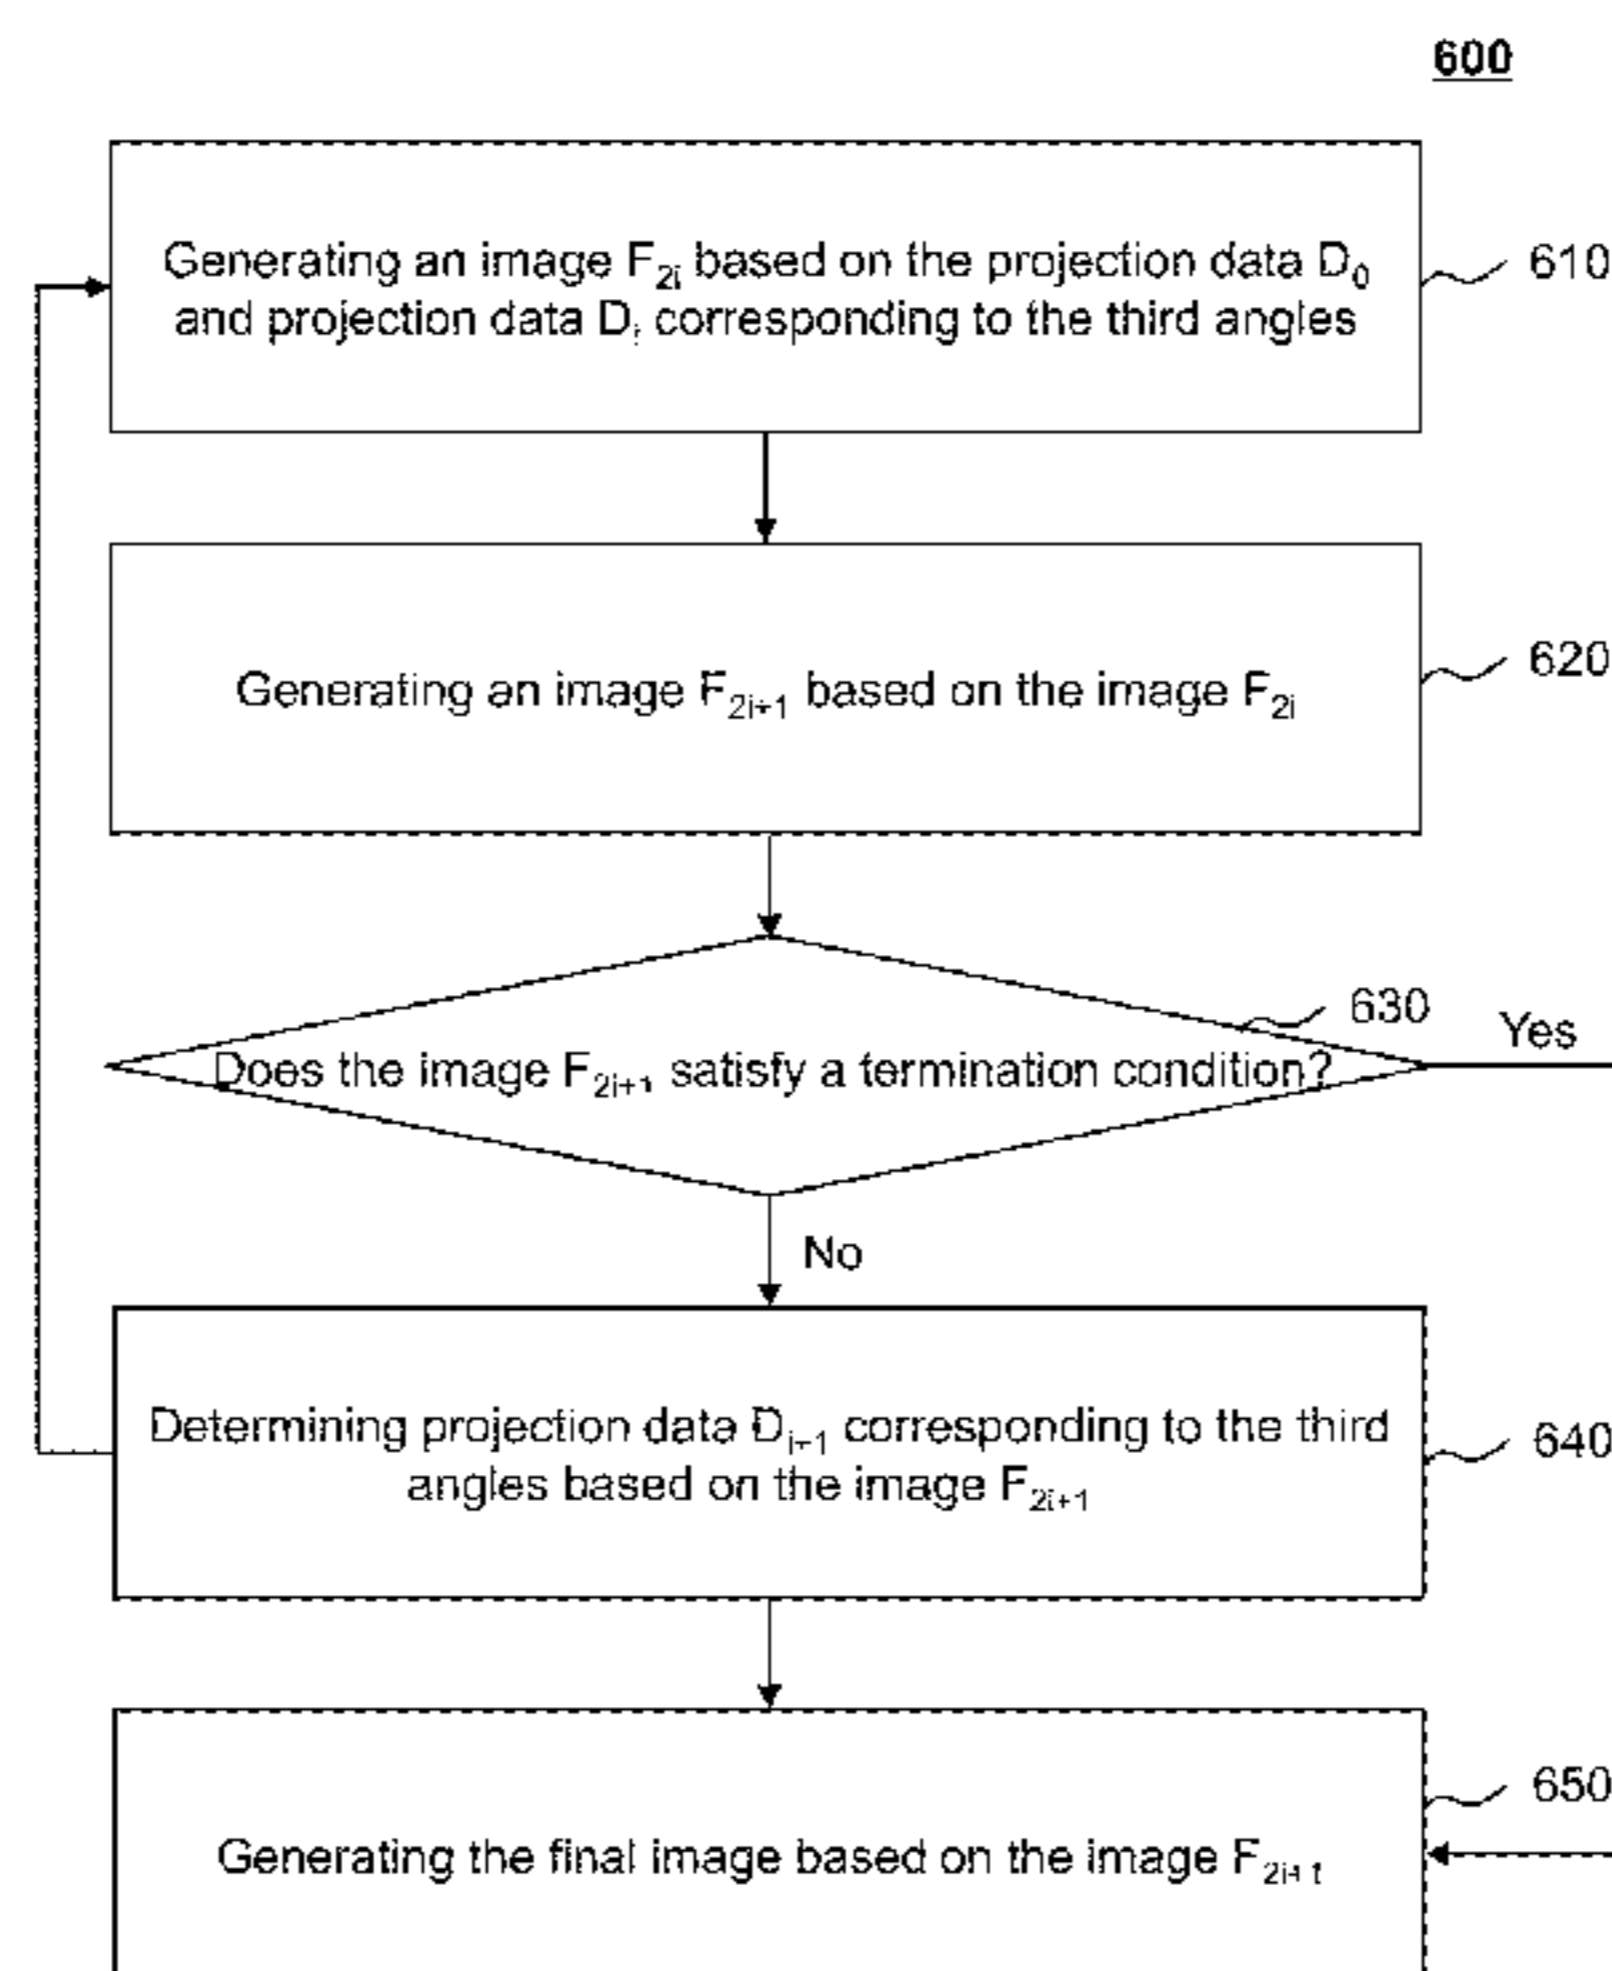 600
Generating an image F2i based on the projection data D0
and projection data Di corresponding to the third angles
610
Generating an image F2i+1 based on the image F2i
620
630
Yes
Does the image F2i+1 satisfy a termination condition?
No
Determining projection data Di+1 corresponding to the third
angles based on the image F2i+1
640
650
Generating the final image based on the image F2i+1